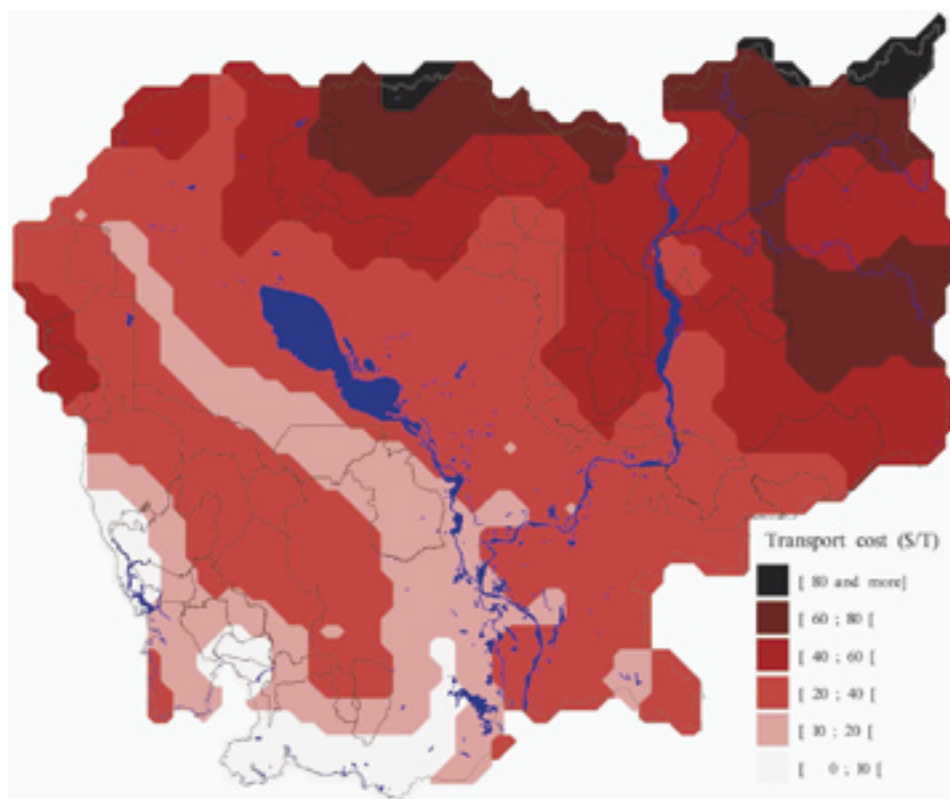 Transport cost ($/T)
[ 80 and more]
[ 60 ; 80 [
[ 40 ; 60 [
[ 20 ; 40 [
[ 10 ; 20 [
[ 0 ; 10 [